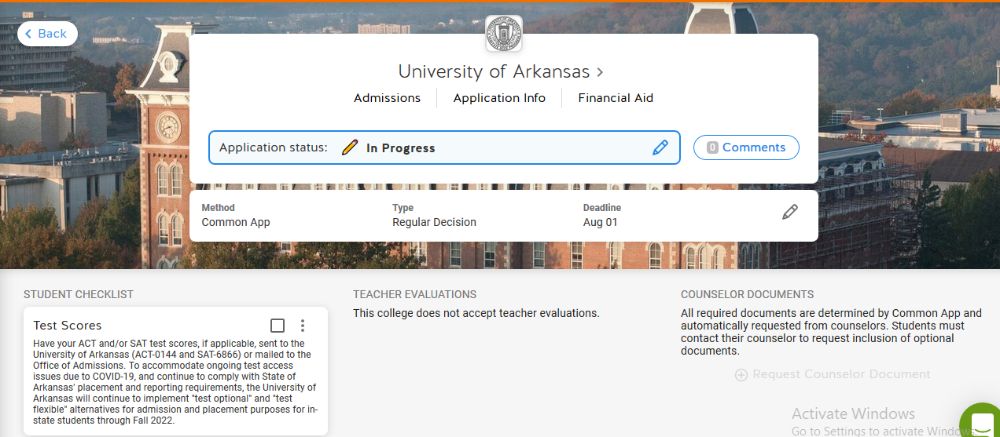 Back
University of Arkansas
Admissions
Application Info
Financial Aid
Application status:
In Progress
0 Comments
Method
Common App
Type
Regular Decision
Deadline
Aug 01
STUDENT CHECKLIST
Test Scores
Have your ACT and/or SAT test scores, if applicable, sent to the
University of Arkansas (ACT-0144 and SAT-6866) or mailed to the
Office of Admissions. To accommodate ongoing test access
issues due to COVID-19, and continue to comply with State of
Arkansas' placement and reporting requirements, the University of
Arkansas will continue to implement "test optional" and "test
flexible" alternatives for admission and placement purposes for in-
state students through Fall 2022.
TEACHER EVALUATIONS
This college does not accept teacher evaluations.
COUNSELOR DOCUMENTS
All required documents are determined by Common App and
automatically requested from counselors. Students must
contact their counselor to request inclusion of optional
documents.
Request Counselor Document
Activate Windows
Go to Settings to activate Windows.